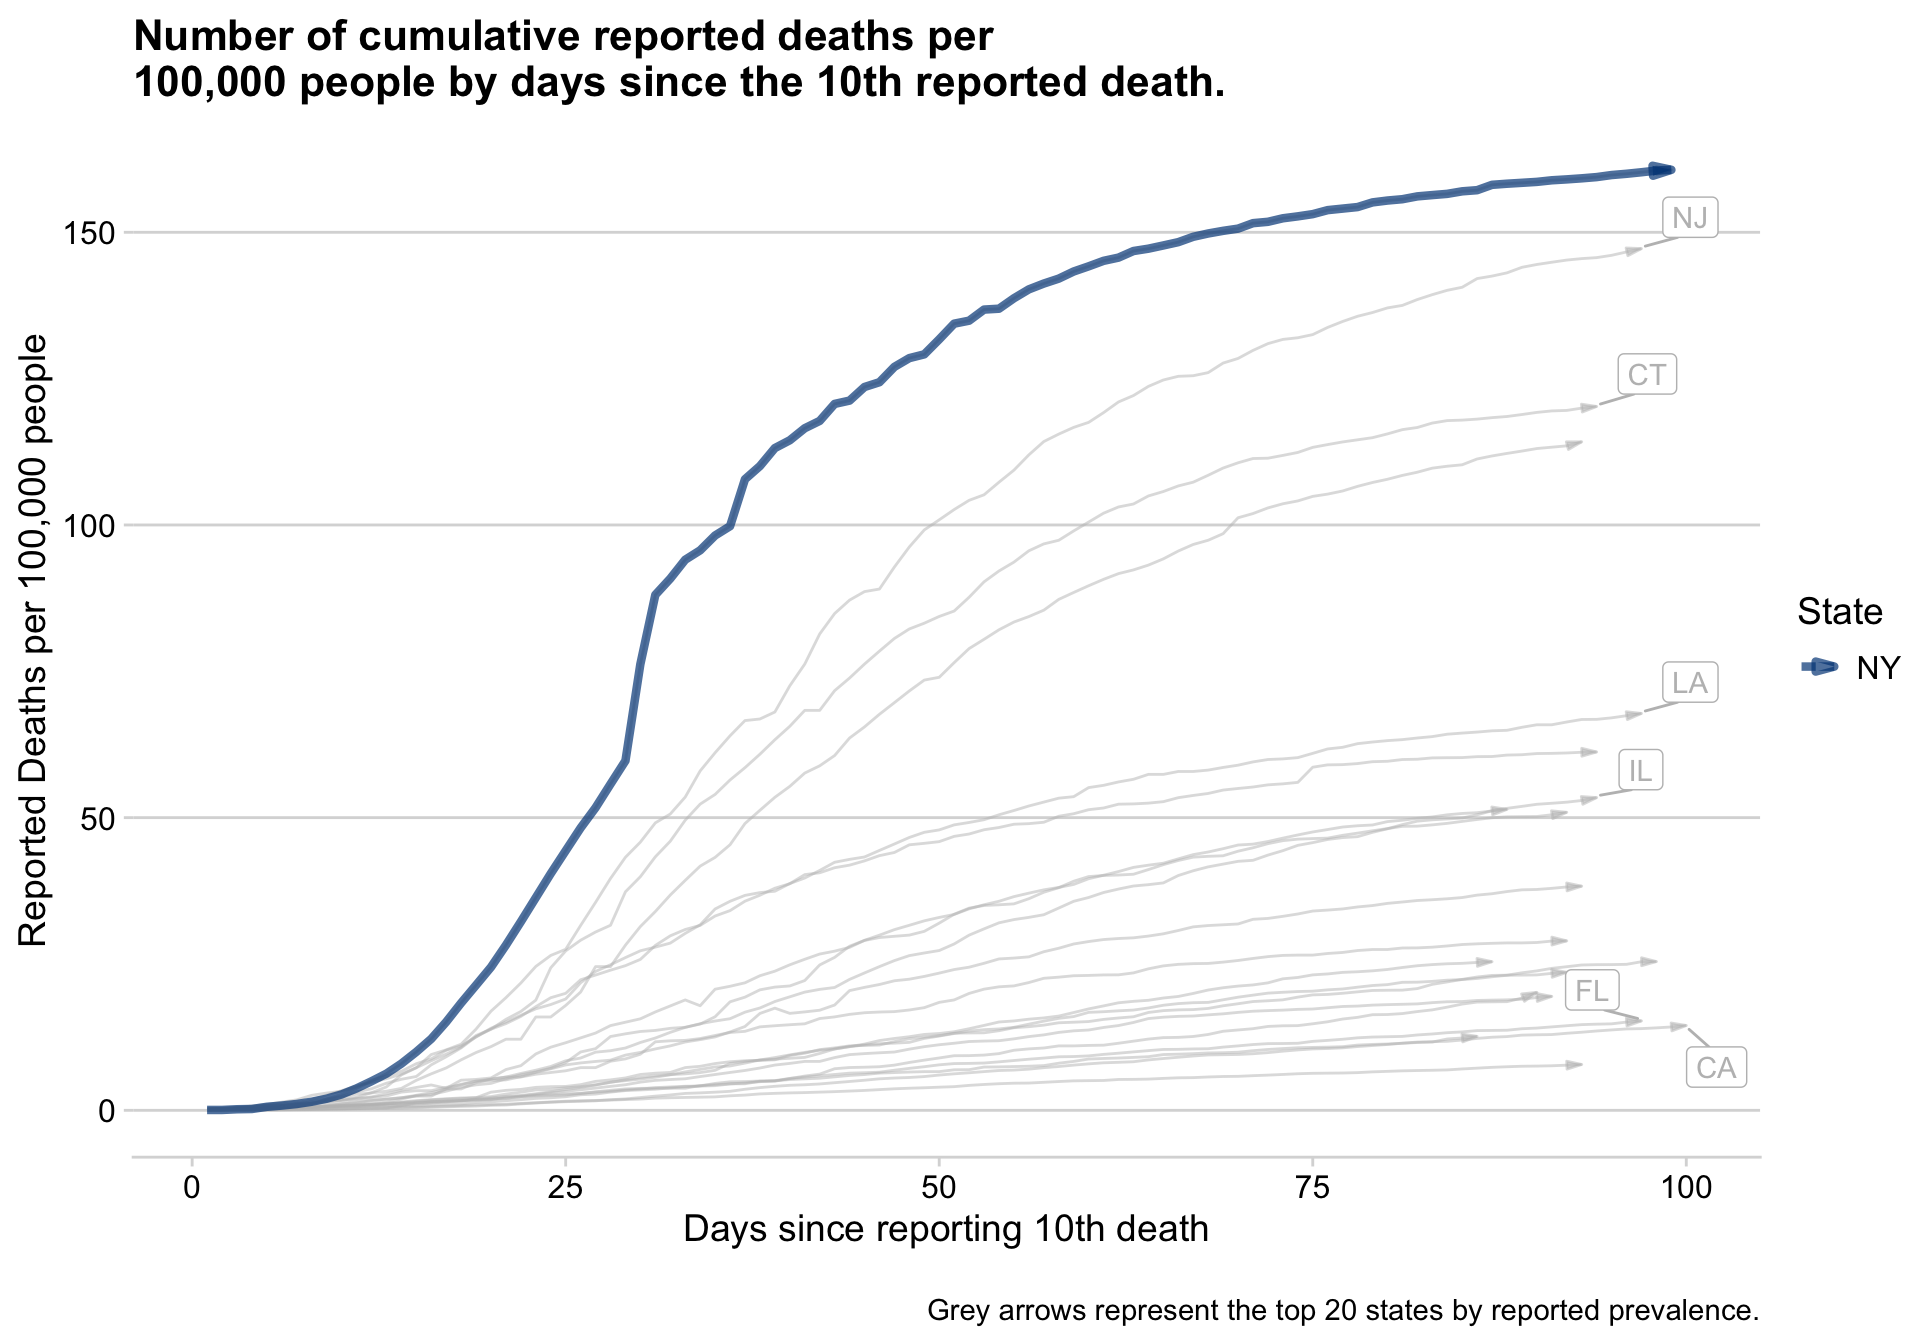 Number of cumulative reported deaths per
100,000 people by days since the 10th reported death.
Reported Deaths per 100,000 people
150
100
50
0
NJ
CT
LA
IL
FL
CA
State
NY
0 25 50 75 100
Days since reporting 10th death
Grey arrows represent the top 20 states by reported prevalence.